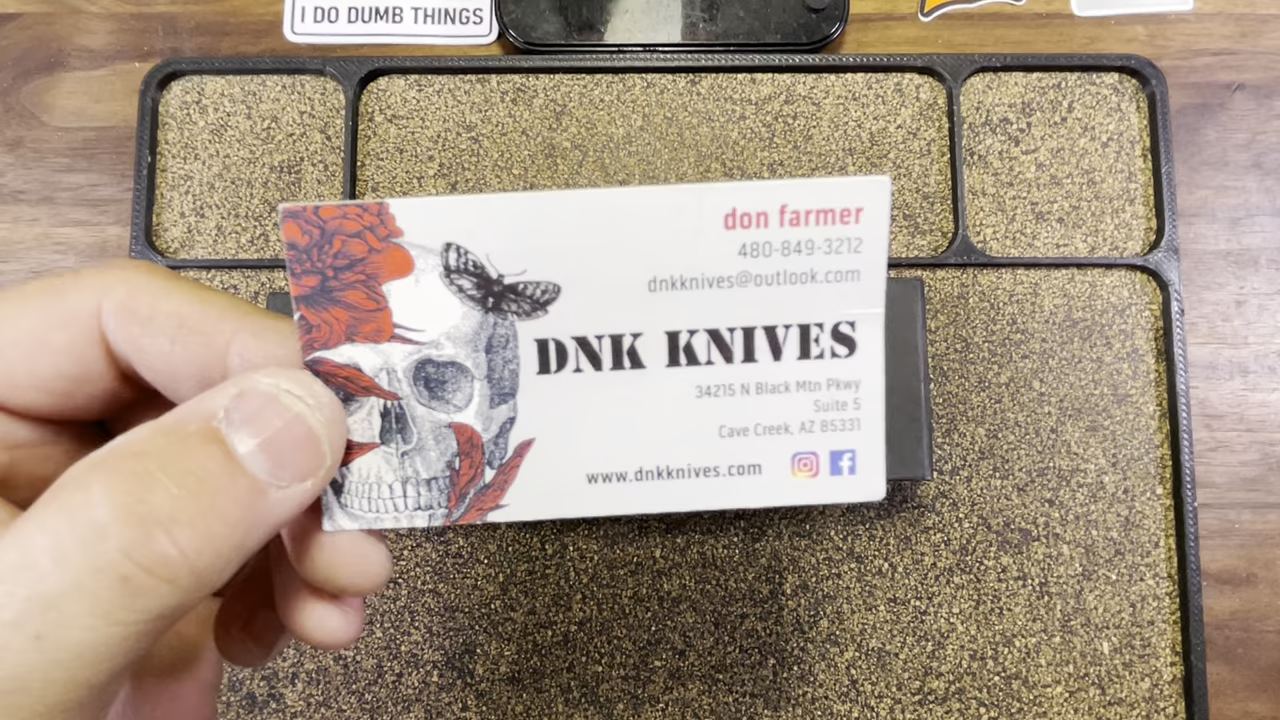 I DO DUMB THINGS
don farmer
480-849-3212
dnkknives@outlook.com
DNK KNIVES
34215 N Black Mtn Pkwy
Suite 5
Cave Creek, AZ 85331
www.dnkknives.com